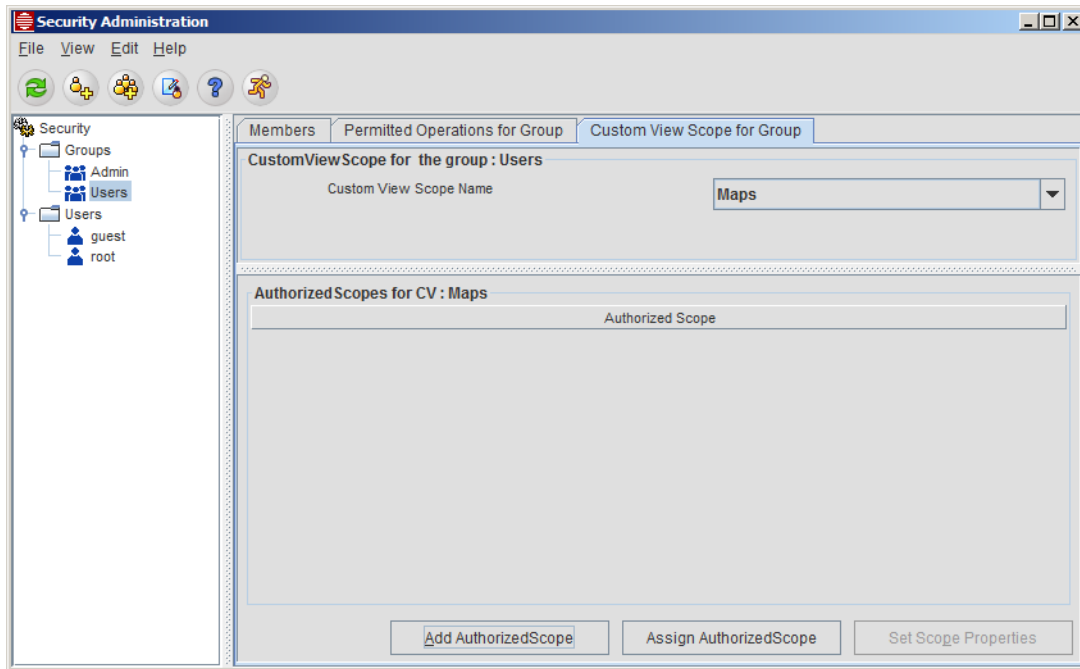 Security Administration
File View Edit Help
Security
Groups
Admin
Users
Users
guest
root
Members Permitted Operations for Group Custom View Scope for Group
CustomViewScope for the group : Users
Custom View Scope Name Maps
AuthorizedScopes for CV : Maps
Authorized Scope
Add AuthorizedScope Assign AuthorizedScope Set Scope Properties